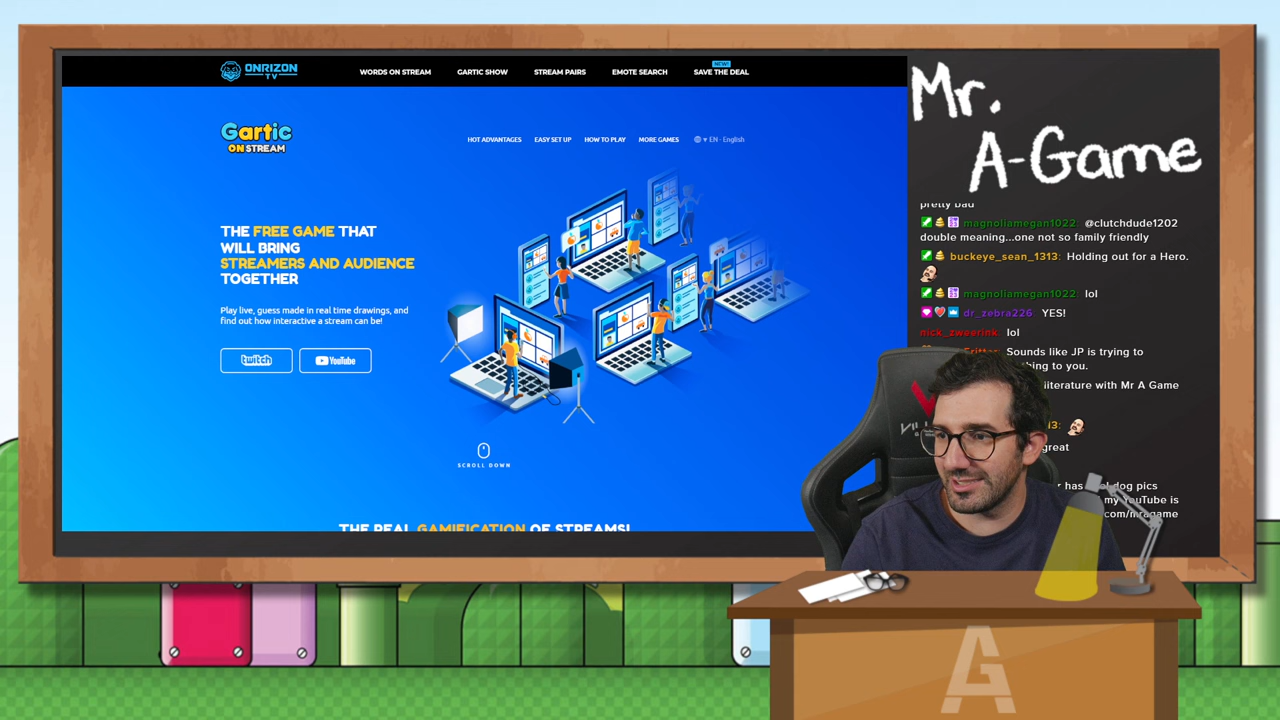 ONRIZON
TV
WORDS ON STREAM
GARTIC SHOW
STREAM PAIRS
EMOTE SEARCH
NEW!
SAVE THE DEAL
Gartic
ON STREAM
HOT ADVANTAGES
EASY SET UP
HOW TO PLAY
MORE GAMES
EN - English
THE FREE GAME THAT
WILL BRING
STREAMERS AND AUDIENCE
TOGETHER
Play live, guess made in real time drawings, and
find out how interactive a stream can be!
twitch
YouTube
SCROLL DOWN
THE REAL GAMIFICATION OF STREAMS!
Mr.
A-Game
pretty bad
magnoliamegan1022: @clutchdude1202
double meaning...one not so family friendly
buckeye_sean_1313: Holding out for a Hero.
magnoliamegan1022: lol
dr_zebra226: YES!
nick_zweerink: lol
Sounds like JP is trying to
to you.
literature with Mr A Game
13:
great
has dog pics
my YouTube is
com/mragame
AG